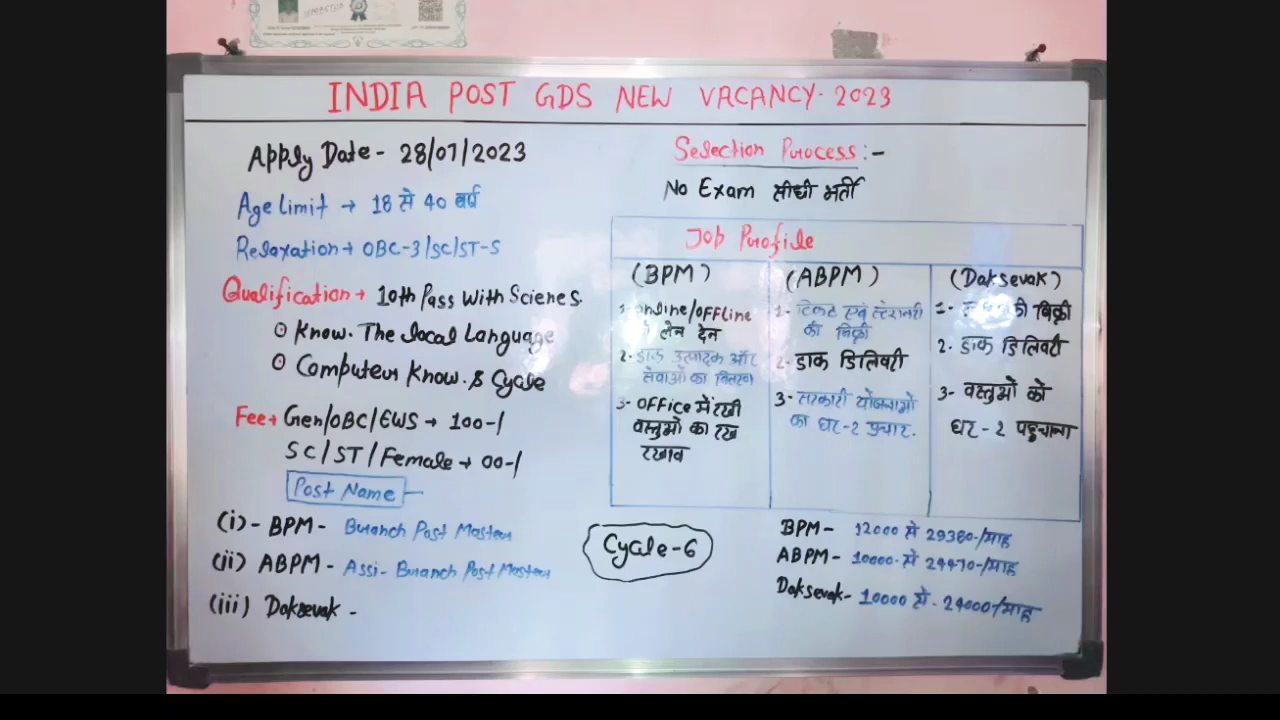 INDIA POST GDS NEW VACANCY-2023
Apply Date - 28/07/2023
Age Limit → 18 से 40 वर्ष
Relaxation → OBC-3/SC/ST-5
Qualification → 10th Pass With Scienes.
⊙ Know. The local Language
⊙ Computer Know. & Cycle
Fee → Gen/OBC/EWS → 100-/
SC/ST/Female → 00-/
Post Name
(i) - BPM - Branch Post Master
(ii) ABPM - Assi- Branch Post Master
(iii) Daksevak -
Selection Process :-
No Exam सीधी भर्ती
Job Profile
(BPM)
1- online/OFFline
लेन देन
2- डाक उत्पादक और
सेवाओं का वितरण
3- Office में रखी
वस्तुओं का रख
रखाव
(ABPM)
1- टिकट एवं स्टेशनरी
की बिक्री
2- डाक डिलिवरी
3- सरकारी योजनाओं
का घर-2 प्रचार.
(Daksevak)
1- की बिक्री
2- डाक डिलिवरी
3- वस्तुओं को
घर-2 पहुचाना
Cycle-6
BPM - 12000 से 29380-/माह
ABPM - 10000- से 24470-/माह
Daksevak - 10000 से - 24000-/माह